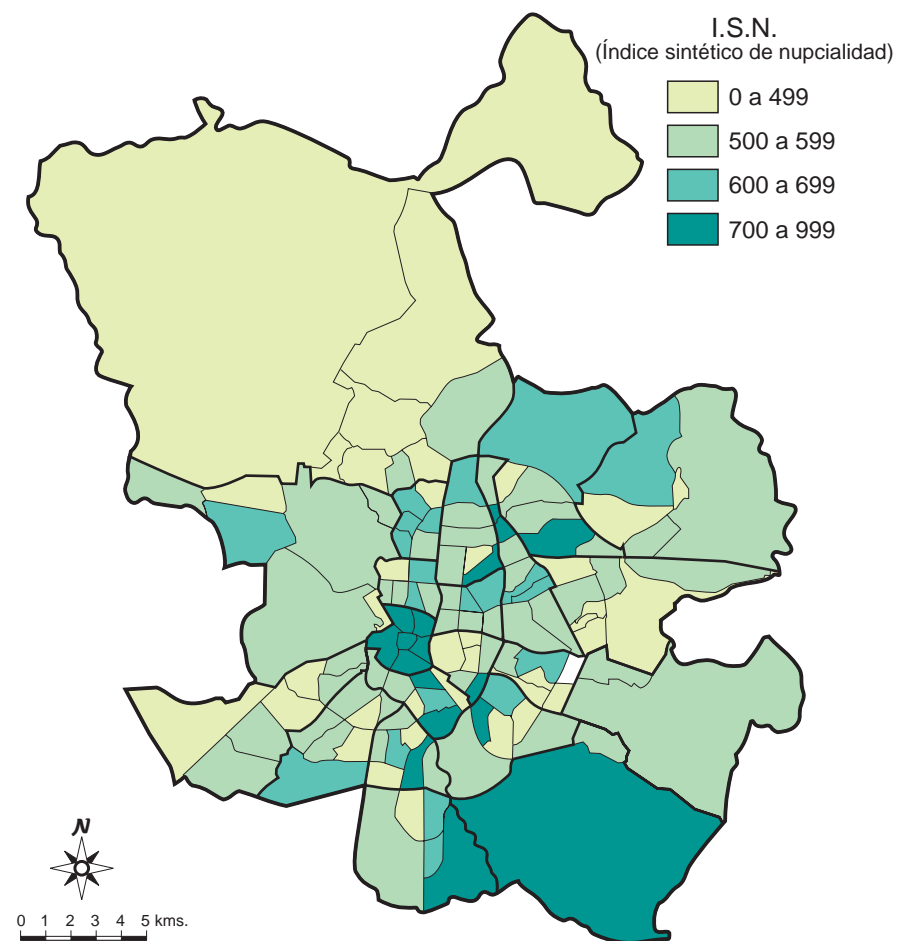 I.S.N.
(Índice sintético de nupcialidad)
0 a 499
500 a 599
600 a 699
700 a 999
N
0 1 2 3 4 5 kms.